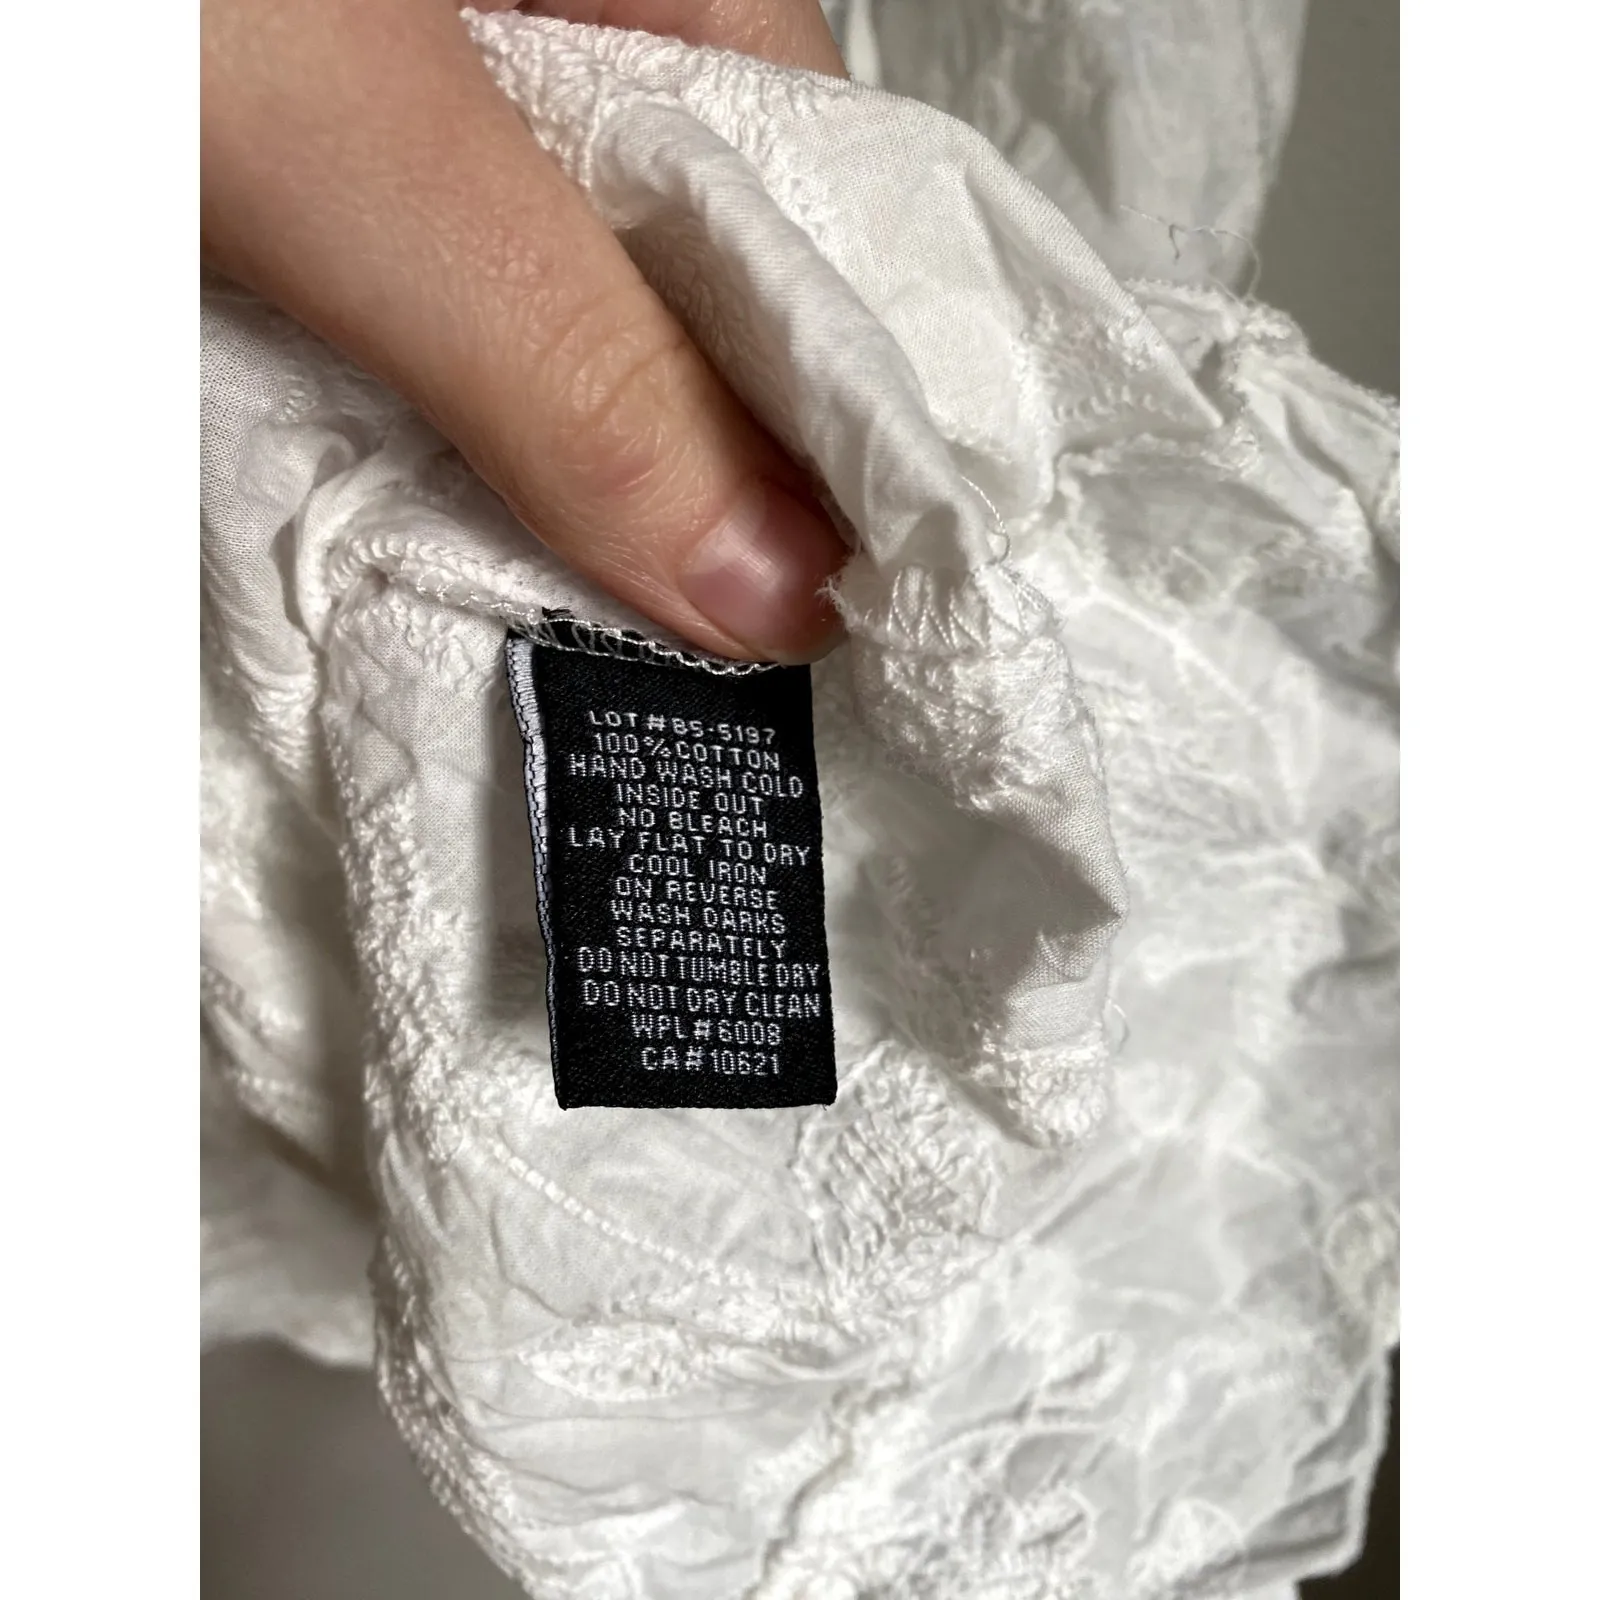 LOT#BS-5197
100%COTTON
HAND WASH COLD
INSIDE OUT
NO BLEACH
LAY FLAT TO DRY
COOL IRON
ON REVERSE
WASH DARKS
SEPARATELY
DO NOT TUMBLE DRY
DO NOT DRY CLEAN
WPL#6008
CA#10621